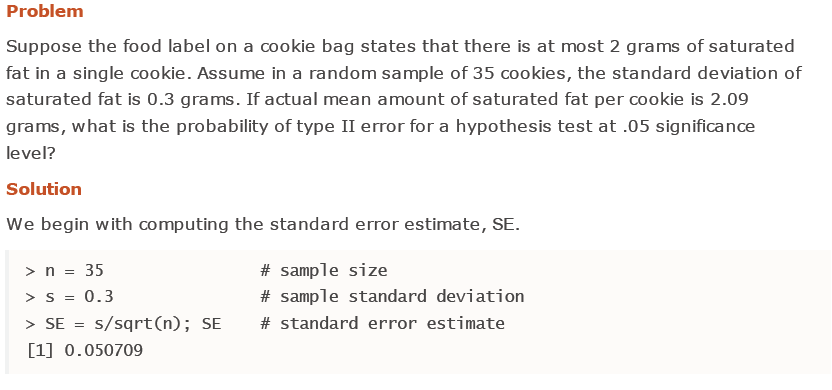 Problem
Suppose the food label on a cookie bag states that there is at most 2 grams of saturated
fat in a single cookie. Assume in a random sample of 35 cookies, the standard deviation of
saturated fat is 0.3 grams. If actual mean amount of saturated fat per cookie is 2.09
grams, what is the probability of type II error for a hypothesis test at .05 significance
level?
Solution
We begin with computing the standard error estimate, SE.
> n = 35                # sample size
> s = 0.3               # sample standard deviation
> SE = s/sqrt(n); SE    # standard error estimate
[1] 0.050709